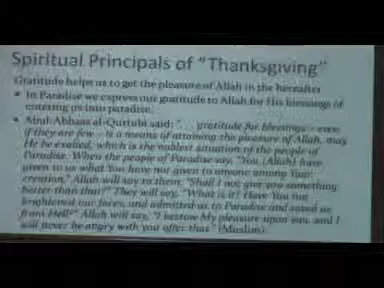 Spiritual Principals of "Thanksgiving"
Gratitude helps us to get the pleasure of Allah in the hereafter
In Paradise we express our gratitude to Allah for His blessings of
entering us into paradise.
Abul-Abbaas al-Qurtubi said: ". . . gratitude for blessings – even
if they are few – is a means of attaining the pleasure of Allah, may
He be exalted, which is the noblest situation of the people of
Paradise. When the people of Paradise say, "You (Allah) have
given to us what You have not given to anyone among Your
creation," Allah will say to them, "Shall I not give you something
better than that?" They will say, "What is it? Have You not
brightened our faces, and admitted us to Paradise and saved us
from Hell?" Allah will say, "I bestow My pleasure upon you, and I
will never be angry with you after that." (Muslim)